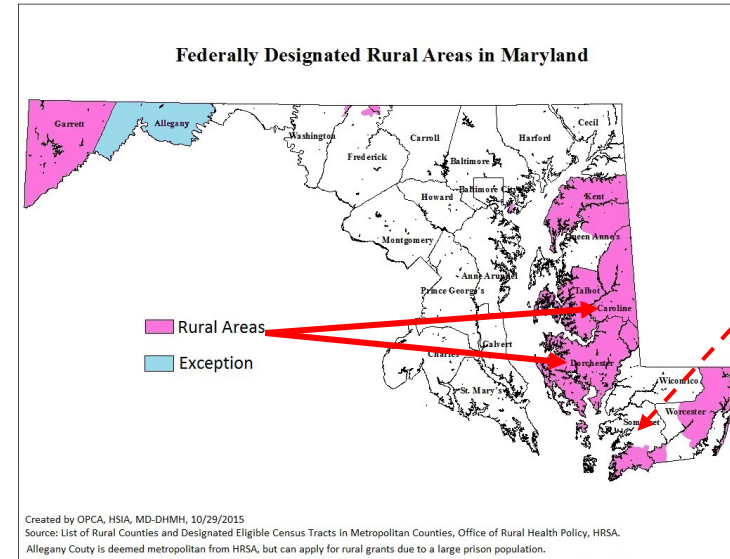 Federally Designated Rural Areas in Maryland
Garrett
Allegany
Washington
Frederick
Carroll
Baltimore
Harford
Cecil
Baltimore City
Howard
Kent
Queen Anne's
Montgomery
Anne Arundel
Prince George's
Talbot
Caroline
Rural Areas
Exception
Charles
Calvert
Dorchester
St. Mary's
Wicomico
Somerset
Worcester
Created by OPCA, HSIA, MD-DHMH, 10/29/2015
Source: List of Rural Counties and Designated Eligible Census Tracts in Metropolitan Counties, Office of Rural Health Policy, HRSA.
Allegany Couty is deemed metropolitan from HRSA, but can apply for rural grants due to a large prison population.